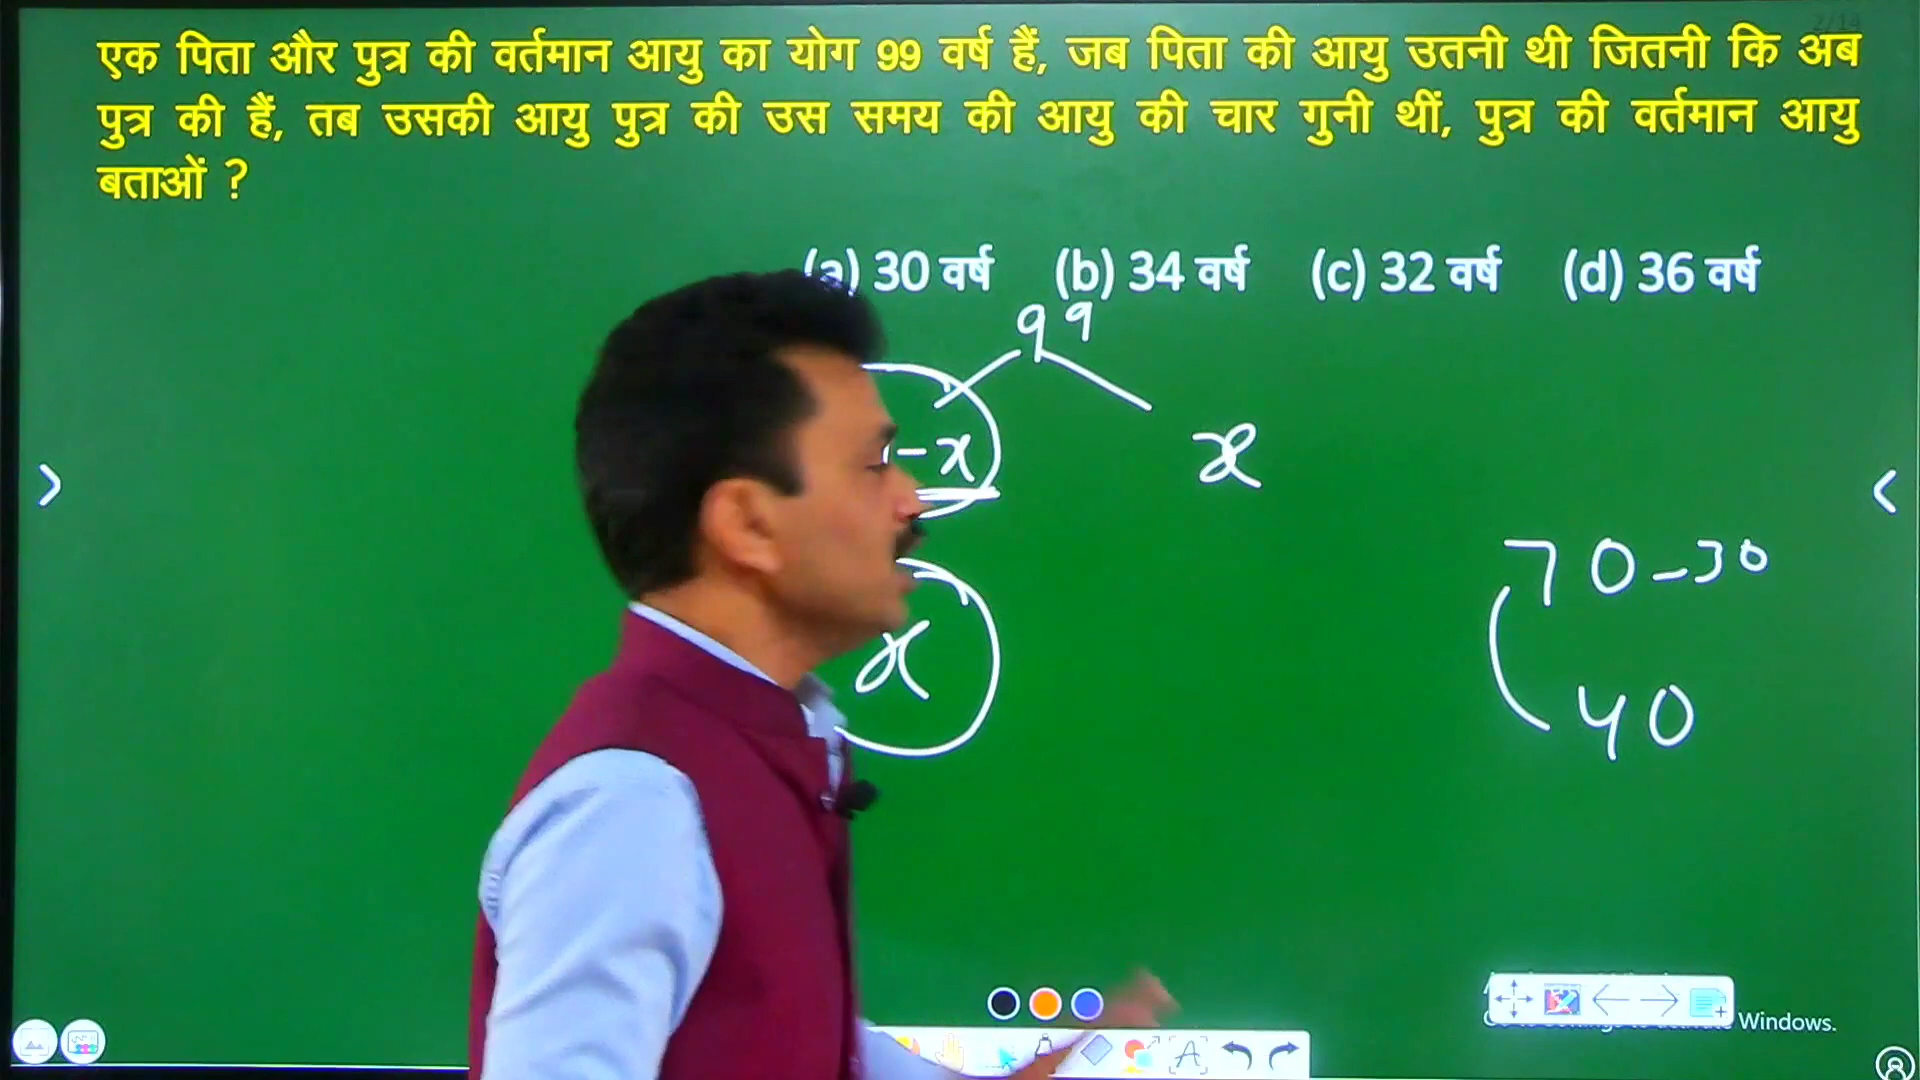 एक पिता और पुत्र की वर्तमान आयु का योग 99 वर्ष हैं, जब पिता की आयु उतनी थी जितनी कि अब
पुत्र की हैं, तब उसकी आयु पुत्र की उस समय की आयु की चार गुनी थीं, पुत्र की वर्तमान आयु
बताओं ?
(a) 30 वर्ष (b) 34 वर्ष (c) 32 वर्ष (d) 36 वर्ष
99
-x x
70-30
x
40
Windows.